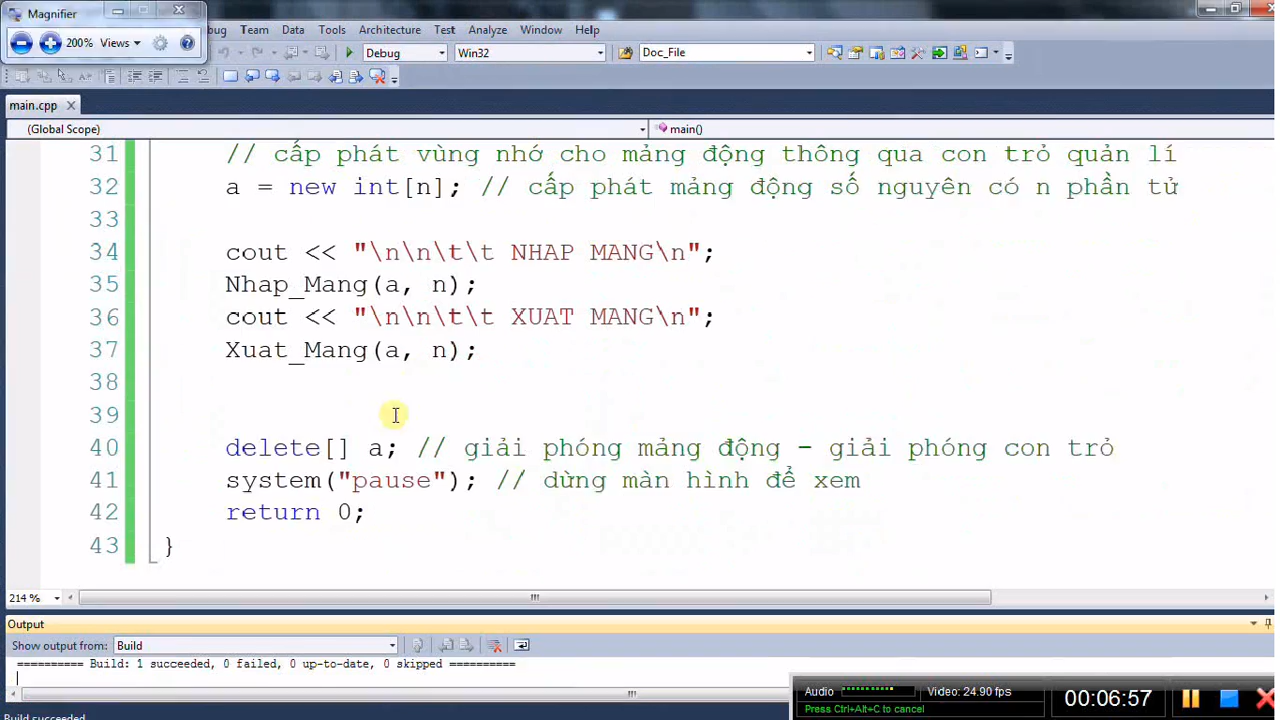 Magnifier
200% Views
bug Team Data Tools Architecture Test Analyze Window Help
Debug Win32 Doc_File
main.cpp
(Global Scope) main()
31 // cấp phát vùng nhớ cho mảng động thông qua con trỏ quản lí
32 a = new int[n]; // cấp phát mảng động số nguyên có n phần tử
33
34 cout << "\n\n\t\t NHAP MANG\n";
35 Nhap_Mang(a, n);
36 cout << "\n\n\t\t XUAT MANG\n";
37 Xuat_Mang(a, n);
38
39
40 delete[] a; // giải phóng mảng động - giải phóng con trỏ
41 system("pause"); // dừng màn hình để xem
42 return 0;
43 }
214 %
Output
Show output from: Build
========== Build: 1 succeeded, 0 failed, 0 up-to-date, 0 skipped ==========
Audio Video: 24.90 fps 00:06:57
Press Ctrl+Alt+C to cancel
Build succeeded